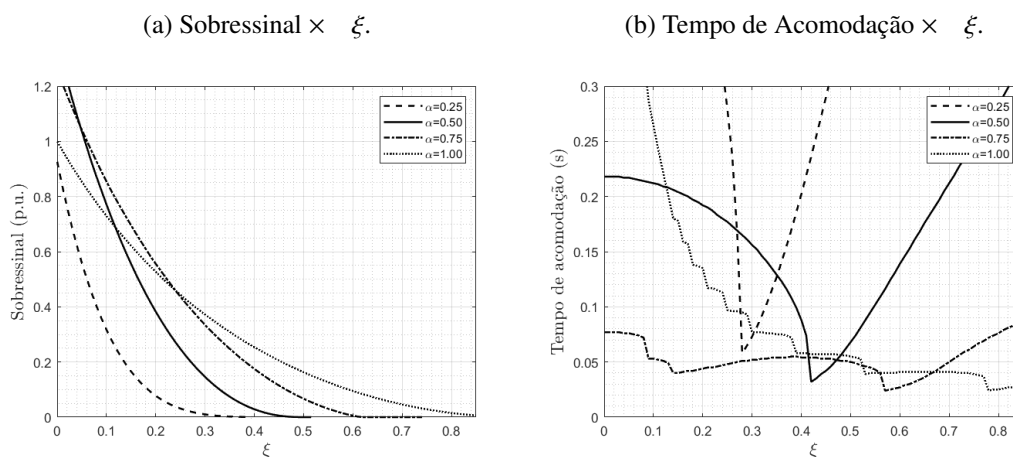 (a) Sobressinal × ξ.
(b) Tempo de Acomodação × ξ.
1.2
1
0.8
0.6
0.4
0.2
0
0 0.1 0.2 0.3 0.4 0.5 0.6 0.7 0.8
ξ
Sobressinal (p.u.)
α=0.25
α=0.50
α=0.75
α=1.00
0.3
0.25
0.2
0.15
0.1
0.05
0
0 0.1 0.2 0.3 0.4 0.5 0.6 0.7 0.8
ξ
Tempo de acomodação (s)
α=0.25
α=0.50
α=0.75
α=1.00